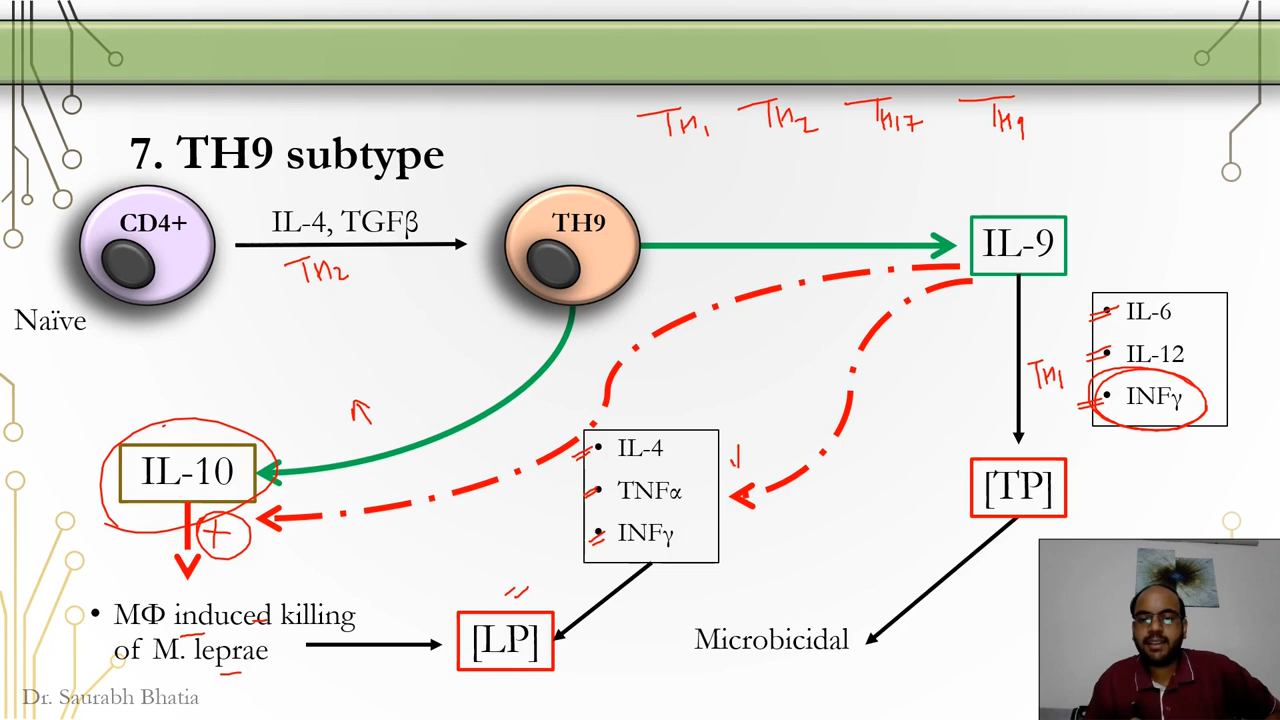 TH1 TH2 TH17 TH9
7. TH9 subtype
CD4+
IL-4, TGFβ
TH2
TH9
IL-9
Naïve
• IL-6
• IL-12
• INFγ
TH1
IL-10
+
• IL-4
• TNFα
• INFγ
[TP]
• MΦ induced killing
of M. leprae
[LP]
Microbicidal
Dr. Saurabh Bhatia